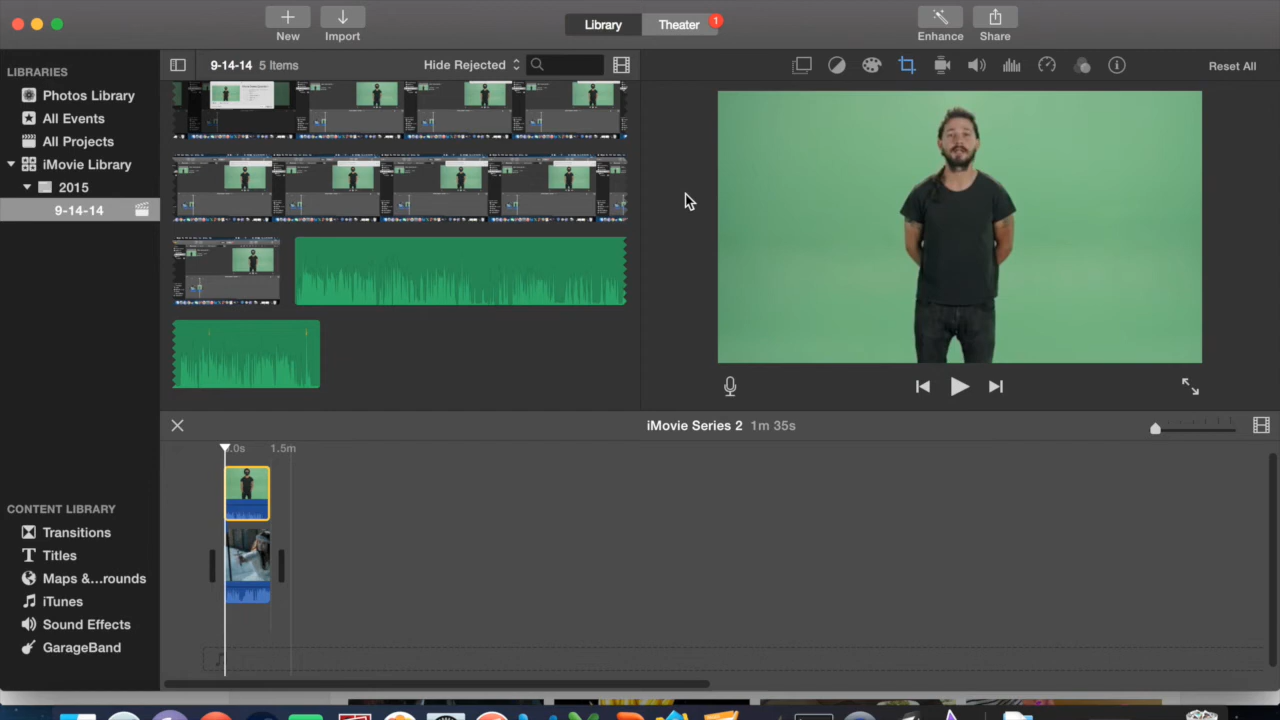 New
Import
Library
Theater
1
Enhance
Share
LIBRARIES
Photos Library
All Events
All Projects
iMovie Library
2015
9-14-14
9-14-14 5 Items
Hide Rejected
Reset All
iMovie Series 2 1m 35s
.0s
1.5m
CONTENT LIBRARY
Transitions
Titles
Maps &...rounds
iTunes
Sound Effects
GarageBand